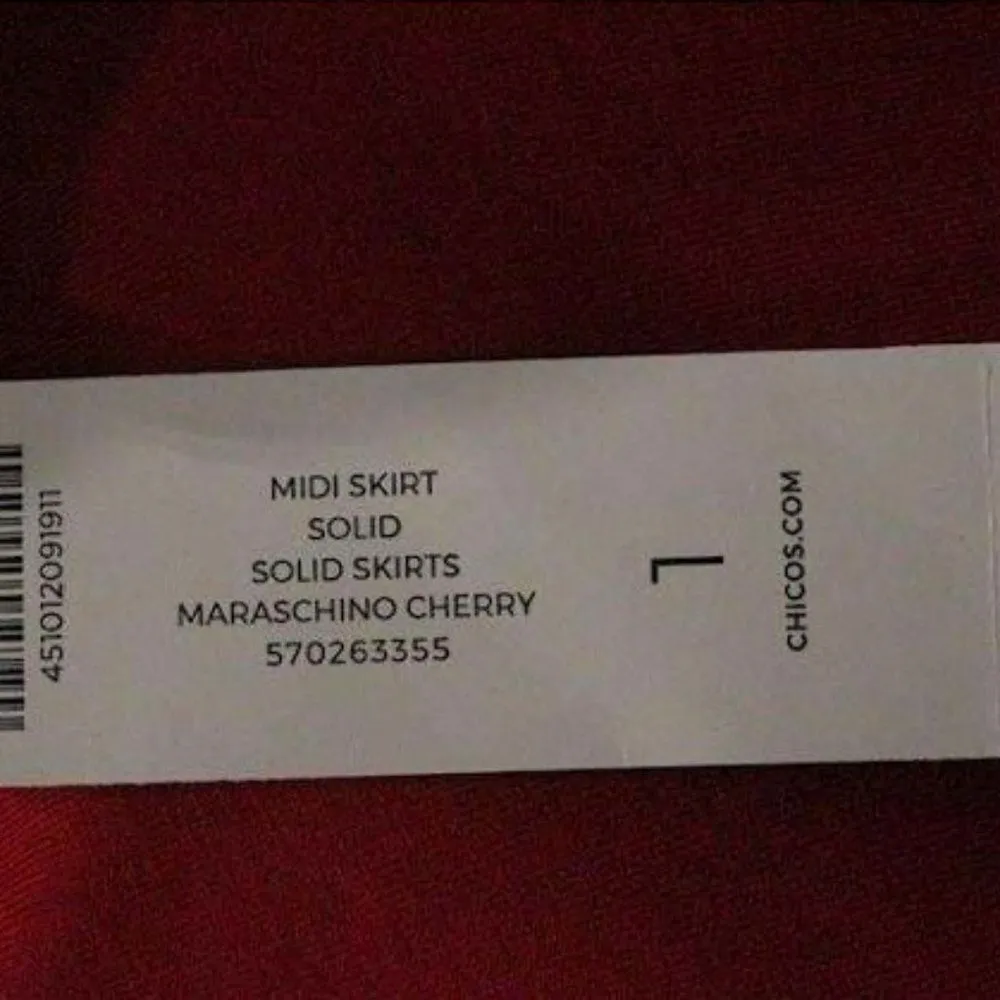 451012091911
MIDI SKIRT
SOLID
SOLID SKIRTS
MARASCHINO CHERRY
570263355
1
CHICOS.COM